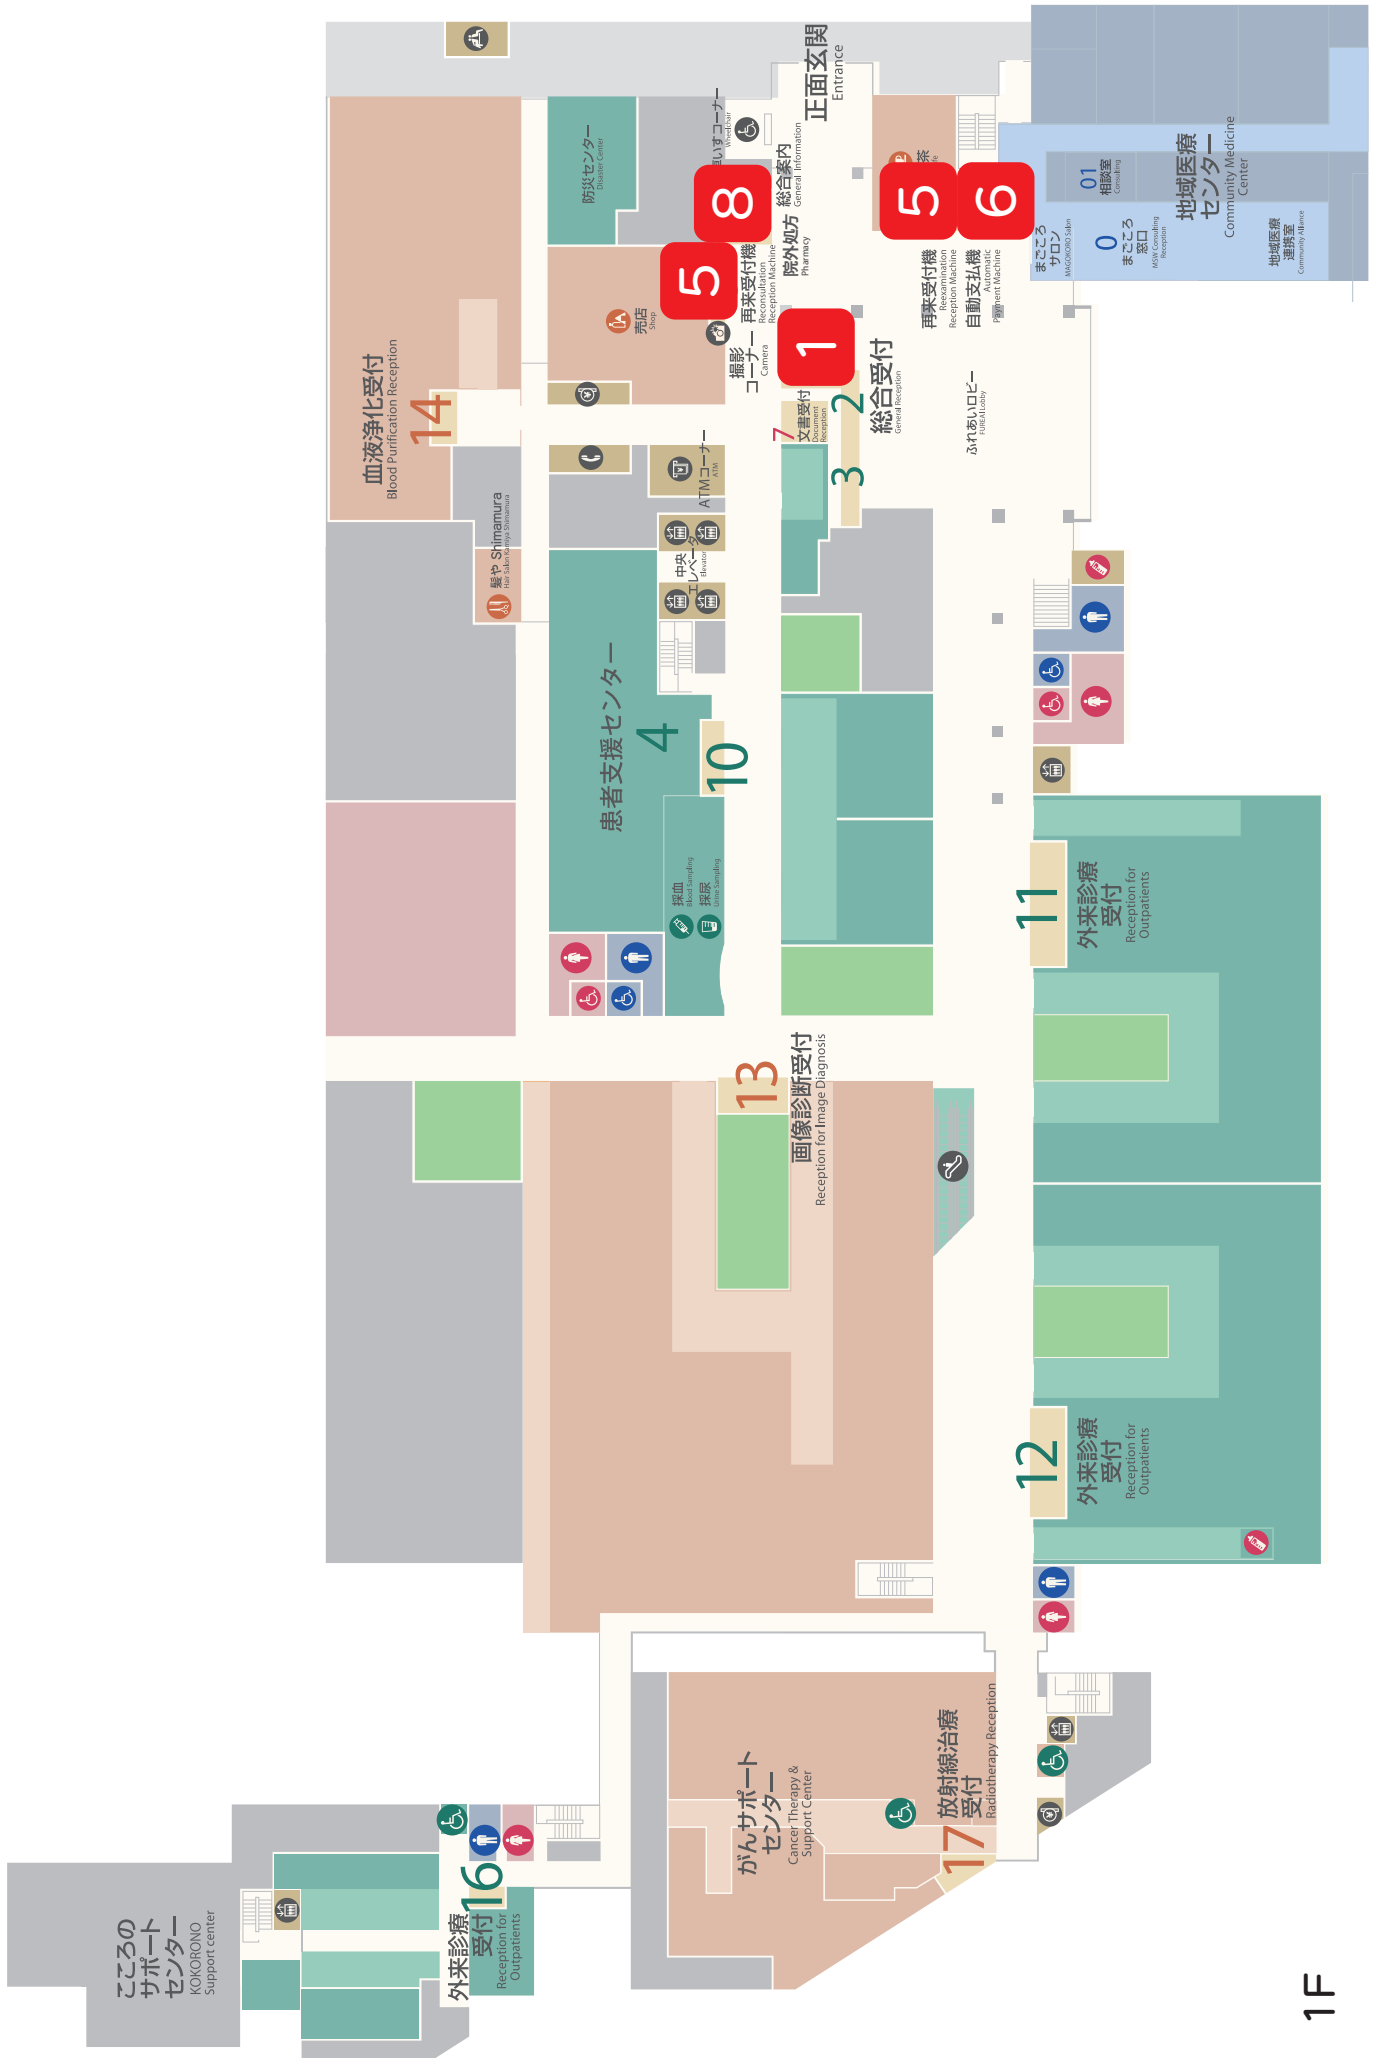 正面玄関
Entrance
いすコーナー
Wheelchair
総合案内
General Information
8
院外処方
Pharmacy
防災センター
Disaster Center
5
再来受付機
Reconsultation
Reception Machine
売店
Shop
撮影
コーナー
Camera
1
総合受付
General Reception
2
3
7
文書受付
Document
Reception
茶
5
再来受付機
Reexamination
Reception Machine
6
自動支払機
Automatic
Payment Machine
ふれあいロビー
FUREAI Lobby
地域医療
センター
Community Medicine
Center
01
相談室
Consulting
まごころ
サロン
MAGOKORO Salon
0
まごころ
窓口
MSW Consulting
Reception
地域医療
連携室
Community Alliance
血液浄化受付
Blood Purification Reception
14
髪や Shimamura
Hair Salon Kamiya Shimamura
ATMコーナー
ATM
中央
エレベータ
Elevator
患者支援センター
4
10
採血
Blood Sampling
採尿
Urine Sampling
11
外来診療
受付
Reception for
Outpatients
13
画像診断受付
Reception for Image Diagnosis
12
外来診療
受付
Reception for
Outpatients
がんサポート
センター
Cancer Therapy &
Support Center
放射線治療
受付
Radiotherapy Reception
17
16
外来診療
受付
Reception for
Outpatients
こころの
サポート
センター
KOKORONO
Support center
1F